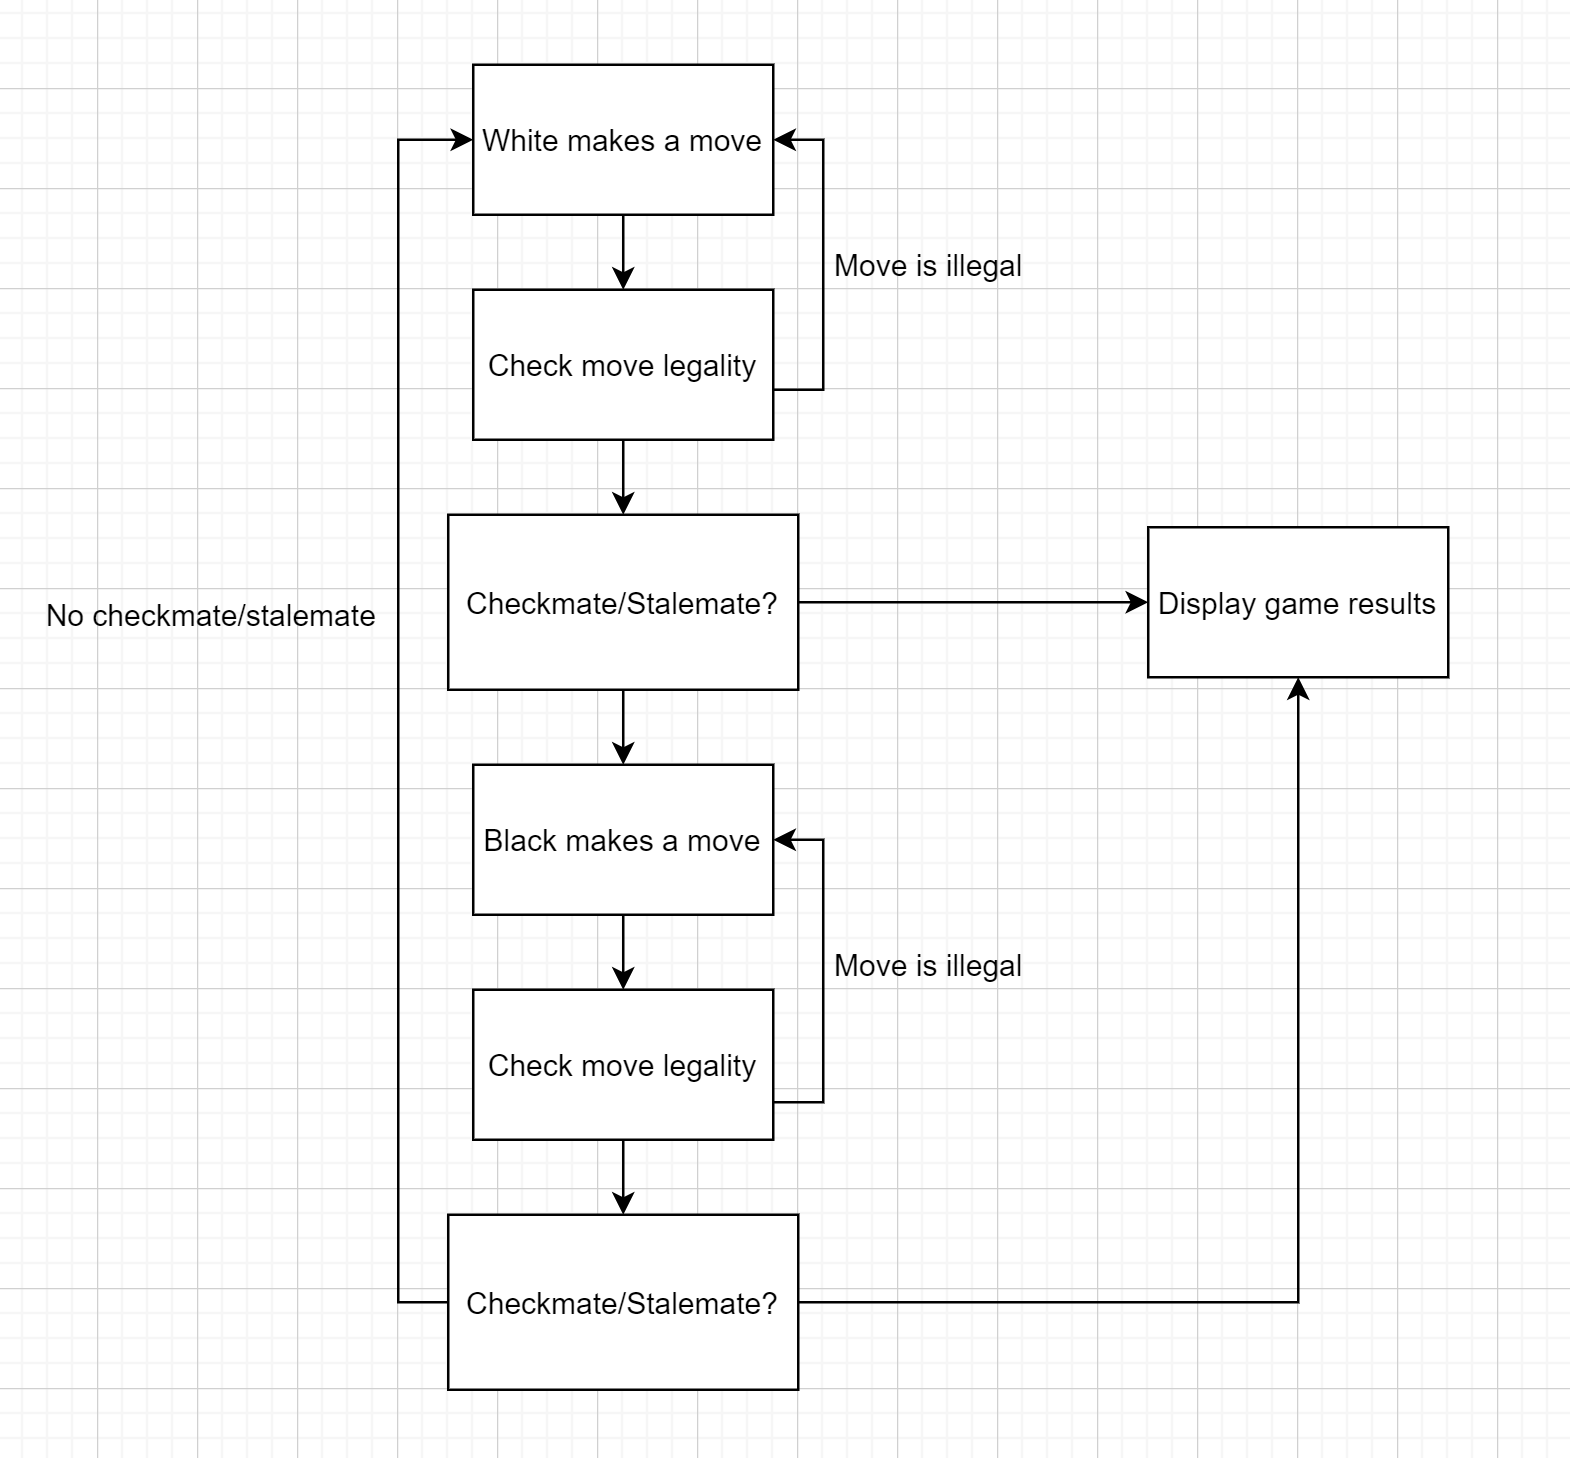 White makes a move
Move is illegal
Check move legality
Checkmate/Stalemate?
Display game results
No checkmate/stalemate
Black makes a move
Move is illegal
Check move legality
Checkmate/Stalemate?